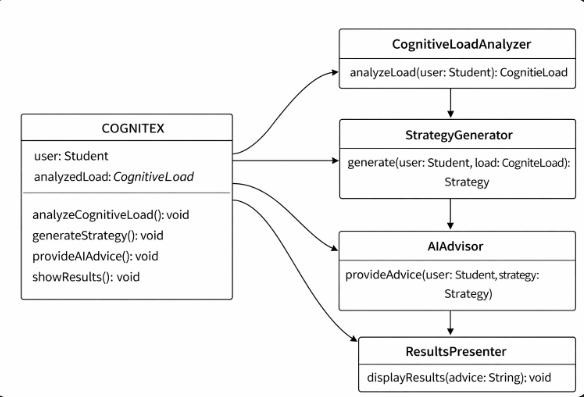 COGNITEX
user: Student
analyzedLoad: CognitiveLoad
analyzeCognitiveLoad(): void
generateStrategy(): void
provideAIAdvice(): void
showResults(): void
CognitiveLoadAnalyzer
analyzeLoad(user: Student): CognitieLoad
StrategyGenerator
generate(user: Student, load: CogniteLoad):
Strategy
AIAdvisor
provideAdvice(user: Student, strategy:
Strategy)
ResultsPresenter
displayResults(advice: String): void